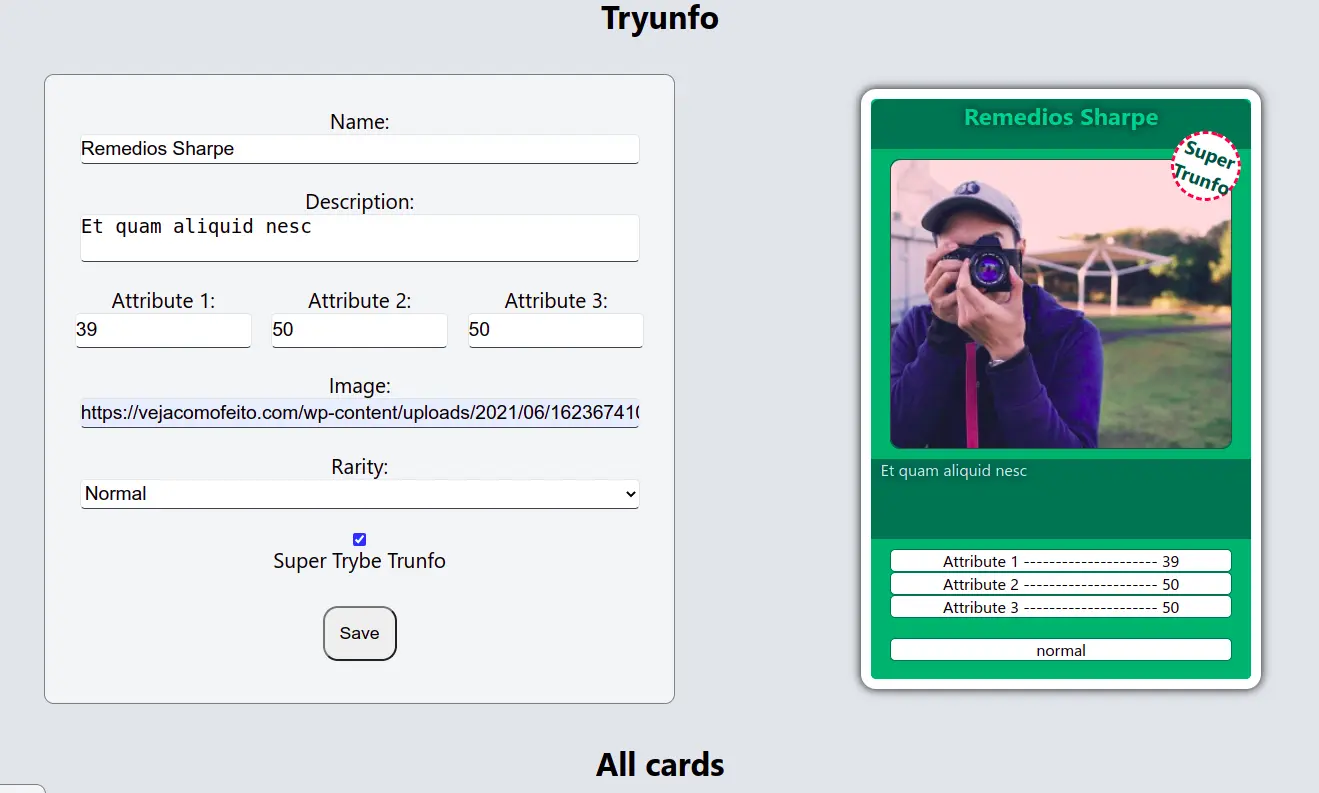 Tryunfo
Name:
Remedios Sharpe
Description:
Et quam aliquid nesc
Attribute 1:
Attribute 2:
Attribute 3:
39
50
50
Image:
https://vejacomofeito.com/wp-content/uploads/2021/06/162367410
Rarity:
Normal
Super Trybe Trunfo
Save
Remedios Sharpe
Super
Trunfo
Et quam aliquid nesc
Attribute 1 --------------------- 39
Attribute 2 --------------------- 50
Attribute 3 --------------------- 50
normal
All cards